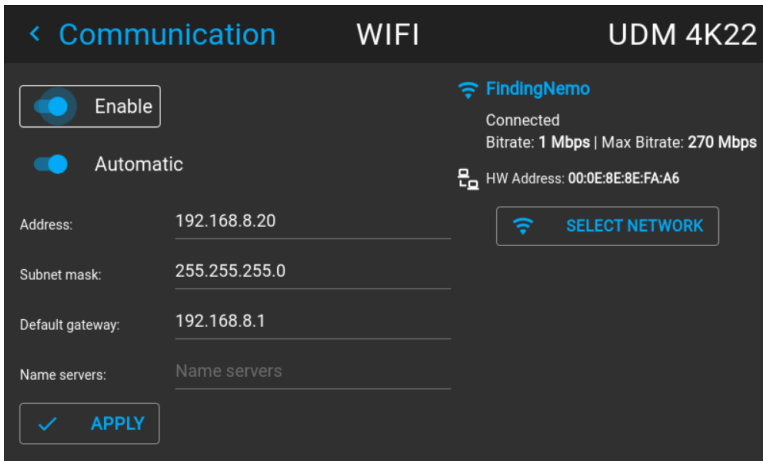 Communication WIFI UDM 4K22
Enable
Automatic
Address: 192.168.8.20
Subnet mask: 255.255.255.0
Default gateway: 192.168.8.1
Name servers: Name servers
APPLY
FindingNemo
Connected
Bitrate: 1 Mbps | Max Bitrate: 270 Mbps
HW Address: 00:0E:8E:8E:FA:A6
SELECT NETWORK